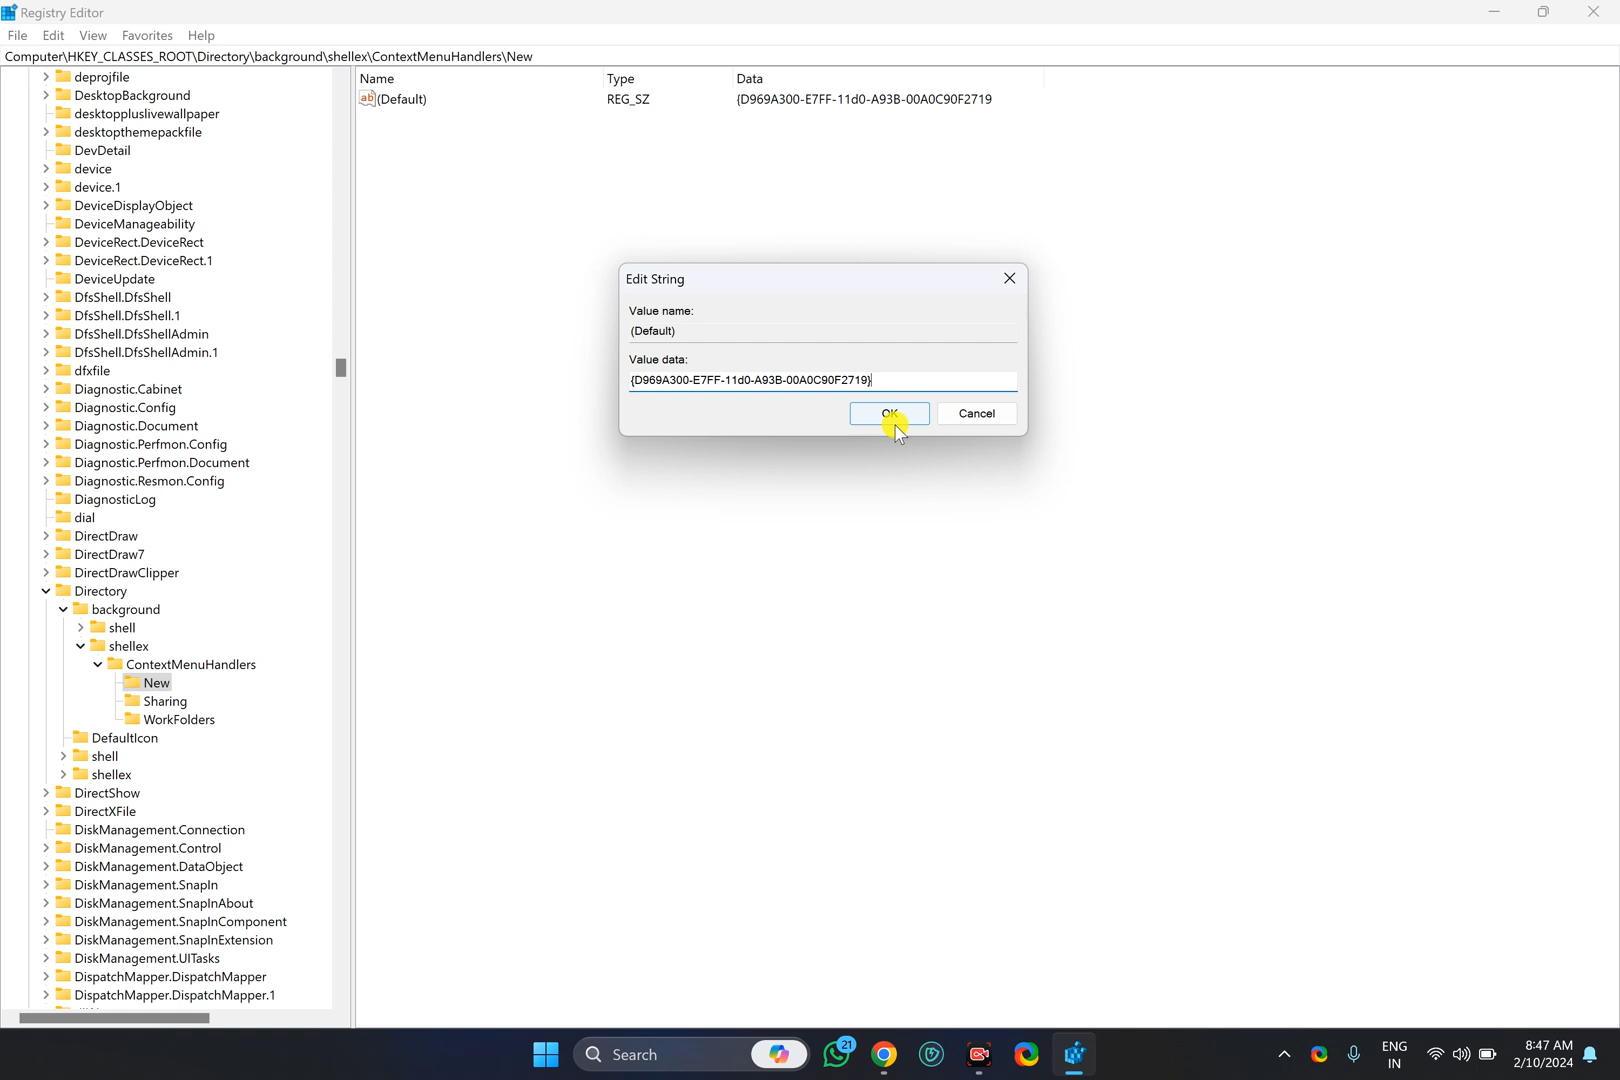 Registry Editor
File Edit View Favorites Help
Computer\HKEY_CLASSES_ROOT\Directory\background\shellex\ContextMenuHandlers\New
deprojfile
DesktopBackground
desktoppluslivewallpaper
desktopthemepackfile
DevDetail
device
device.1
DeviceDisplayObject
DeviceManageability
DeviceRect.DeviceRect
DeviceRect.DeviceRect.1
DeviceUpdate
DfsShell.DfsShell
DfsShell.DfsShell.1
DfsShell.DfsShellAdmin
DfsShell.DfsShellAdmin.1
dfxfile
Diagnostic.Cabinet
Diagnostic.Config
Diagnostic.Document
Diagnostic.Perfmon.Config
Diagnostic.Perfmon.Document
Diagnostic.Resmon.Config
DiagnosticLog
dial
DirectDraw
DirectDraw7
DirectDrawClipper
Directory
background
shell
shellex
ContextMenuHandlers
New
Sharing
WorkFolders
DefaultIcon
shell
shellex
DirectShow
DirectXFile
DiskManagement.Connection
DiskManagement.Control
DiskManagement.DataObject
DiskManagement.SnapIn
DiskManagement.SnapInAbout
DiskManagement.SnapInComponent
DiskManagement.SnapInExtension
DiskManagement.UITasks
DispatchMapper.DispatchMapper
DispatchMapper.DispatchMapper.1
Name Type Data
ab (Default) REG_SZ {D969A300-E7FF-11d0-A93B-00A0C90F2719
Edit String
Value name:
(Default)
Value data:
{D969A300-E7FF-11d0-A93B-00A0C90F2719}
OK Cancel
Search
21
ENG
IN
8:47 AM
2/10/2024